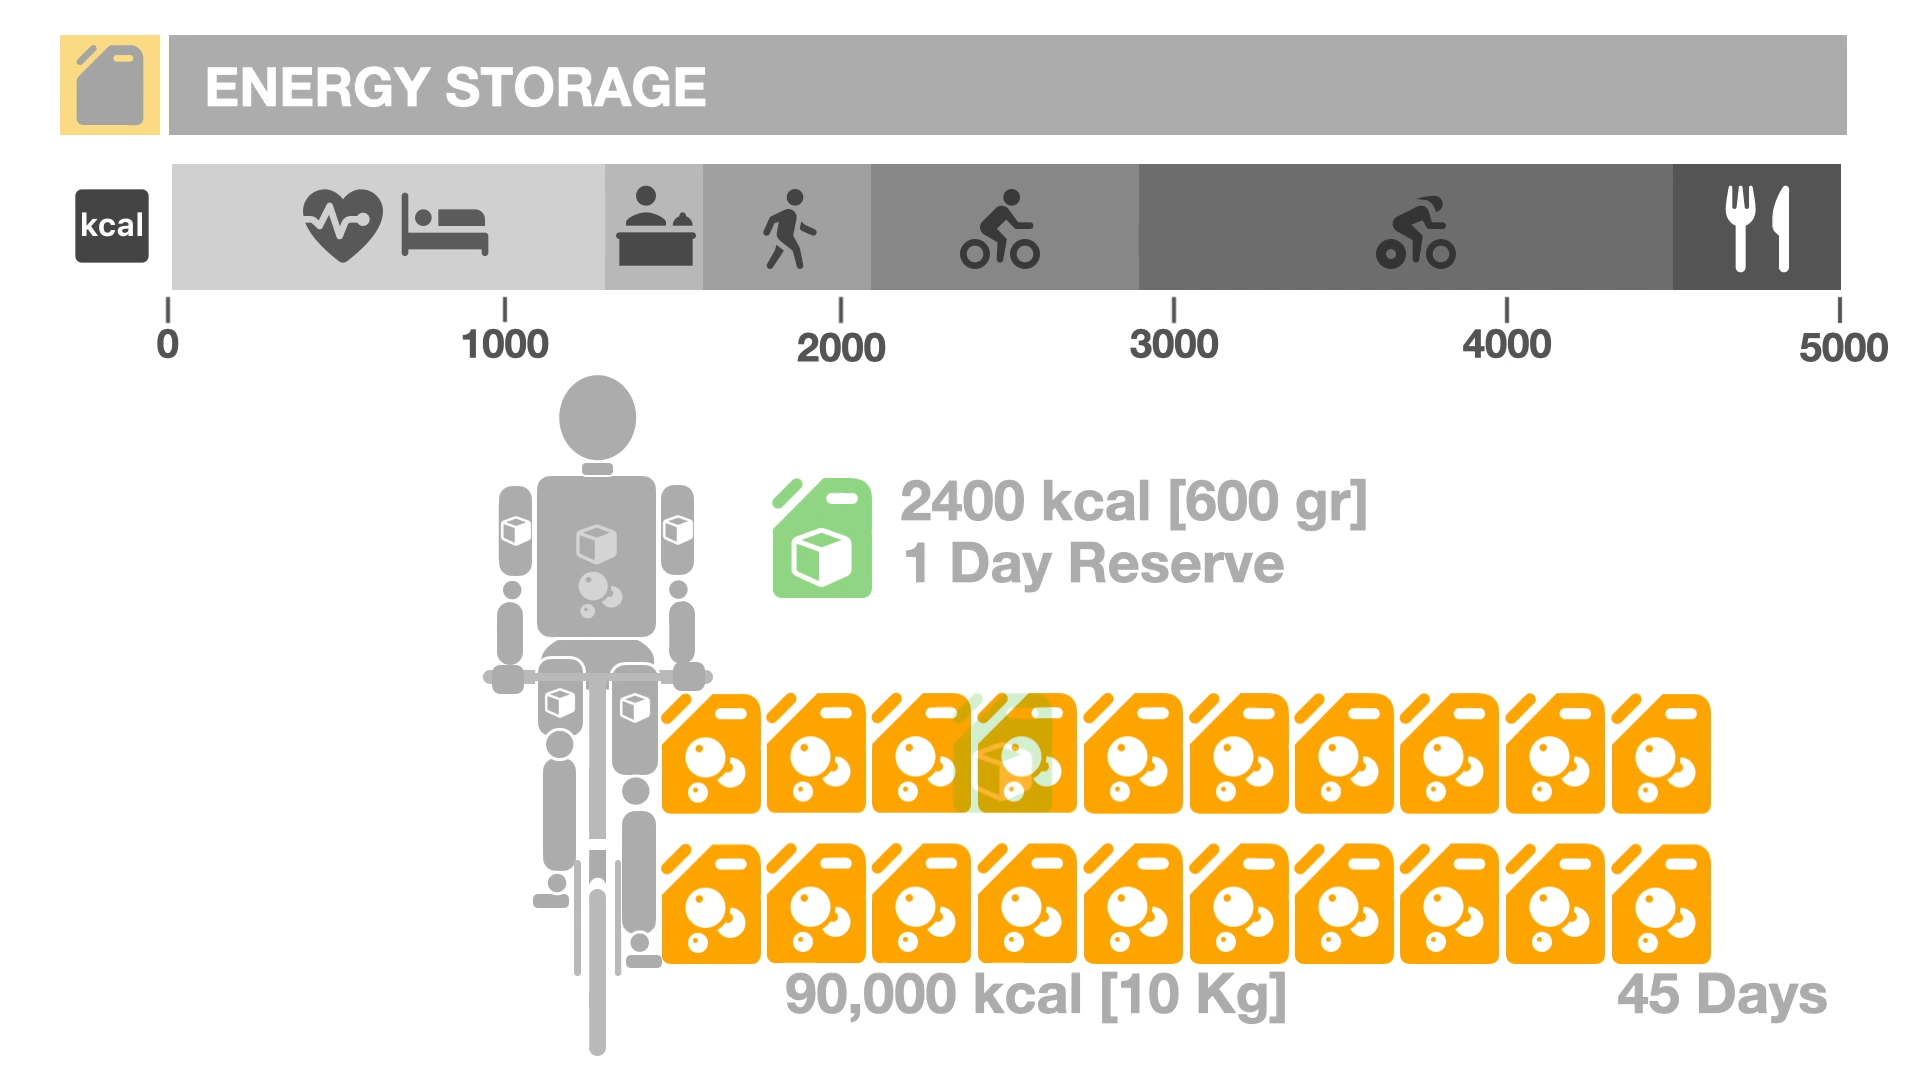 ENERGY STORAGE
kcal
0 1000 2000 3000 4000 5000
2400 kcal [600 gr]
1 Day Reserve
90,000 kcal [10 Kg] 45 Days